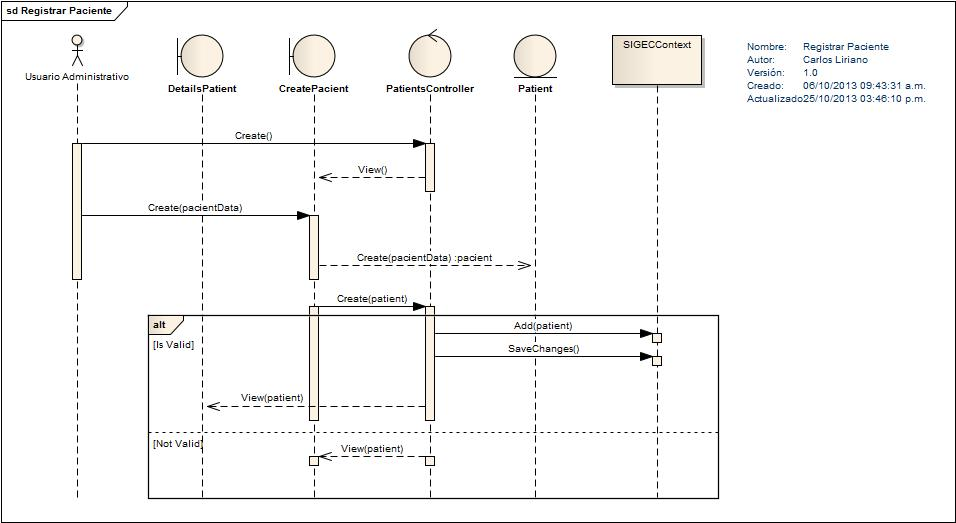 sd Registrar Paciente
Usuario Administrativo
DetailsPatient
CreatePacient
PatientsController
Patient
SIGECContext
Nombre: Registrar Paciente
Autor: Carlos Liriano
Versión: 1.0
Creado: 06/10/2013 09:43:31 a.m.
Actualizado25/10/2013 03:46:10 p.m.
Create()
View()
Create(pacientData)
Create(pacientData) :pacient
Create(patient)
alt
[Is Valid]
Add(patient)
SaveChanges()
View(patient)
[Not Valid]
View(patient)